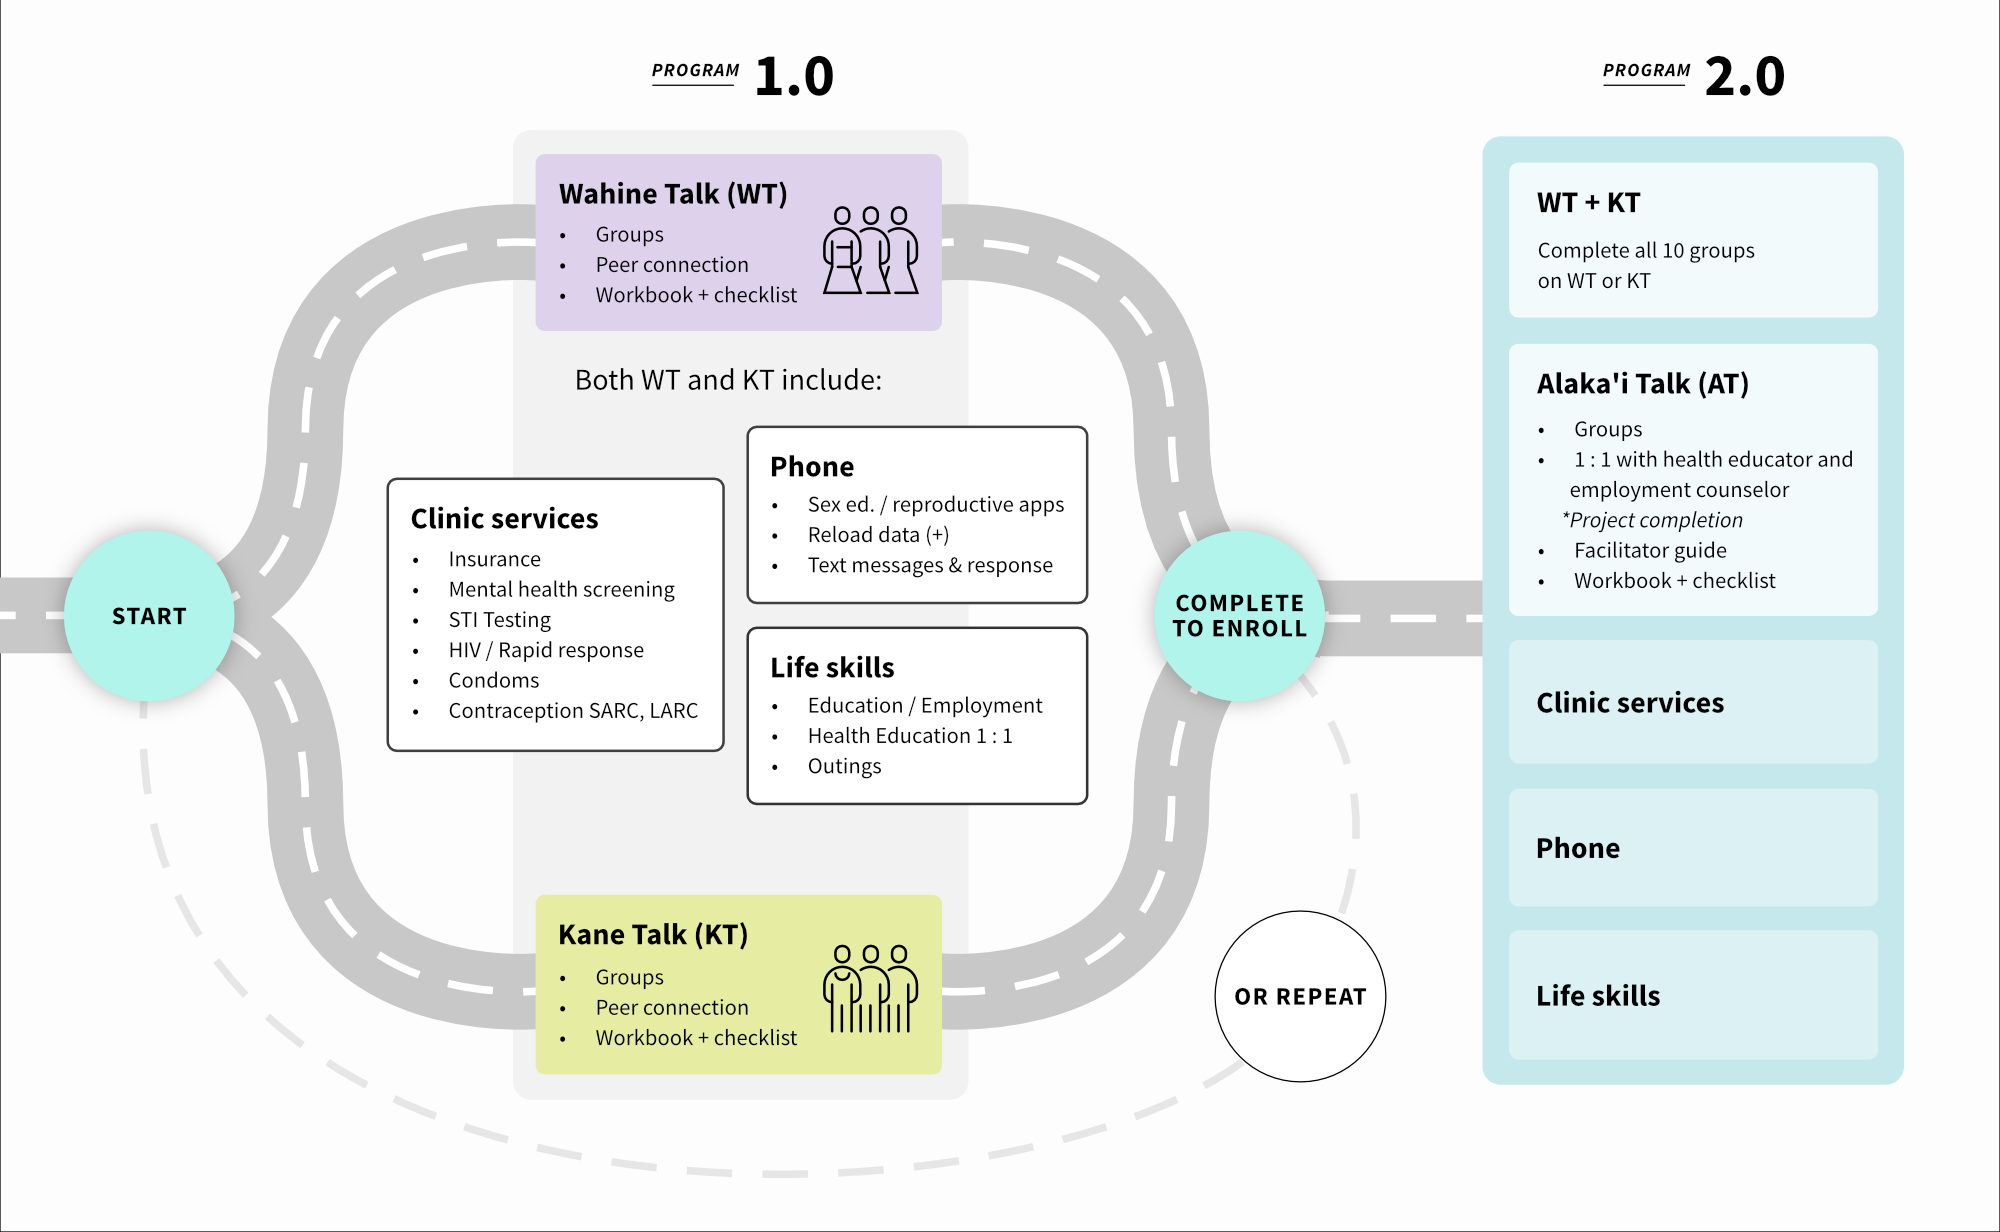 PROGRAM 1.0
Wahine Talk (WT)
• Groups
• Peer connection
• Workbook + checklist
Both WT and KT include:
Clinic services
• Insurance
• Mental health screening
• STI Testing
• HIV / Rapid response
• Condoms
• Contraception SARC, LARC
Phone
• Sex ed. / reproductive apps
• Reload data (+)
• Text messages & response
Life skills
• Education / Employment
• Health Education 1 : 1
• Outings
Kane Talk (KT)
• Groups
• Peer connection
• Workbook + checklist
START
COMPLETE
TO ENROLL
OR REPEAT
PROGRAM 2.0
WT + KT
Complete all 10 groups
on WT or KT
Alaka'i Talk (AT)
• Groups
• 1 : 1 with health educator and
employment counselor
*Project completion
• Facilitator guide
• Workbook + checklist
Clinic services
Phone
Life skills